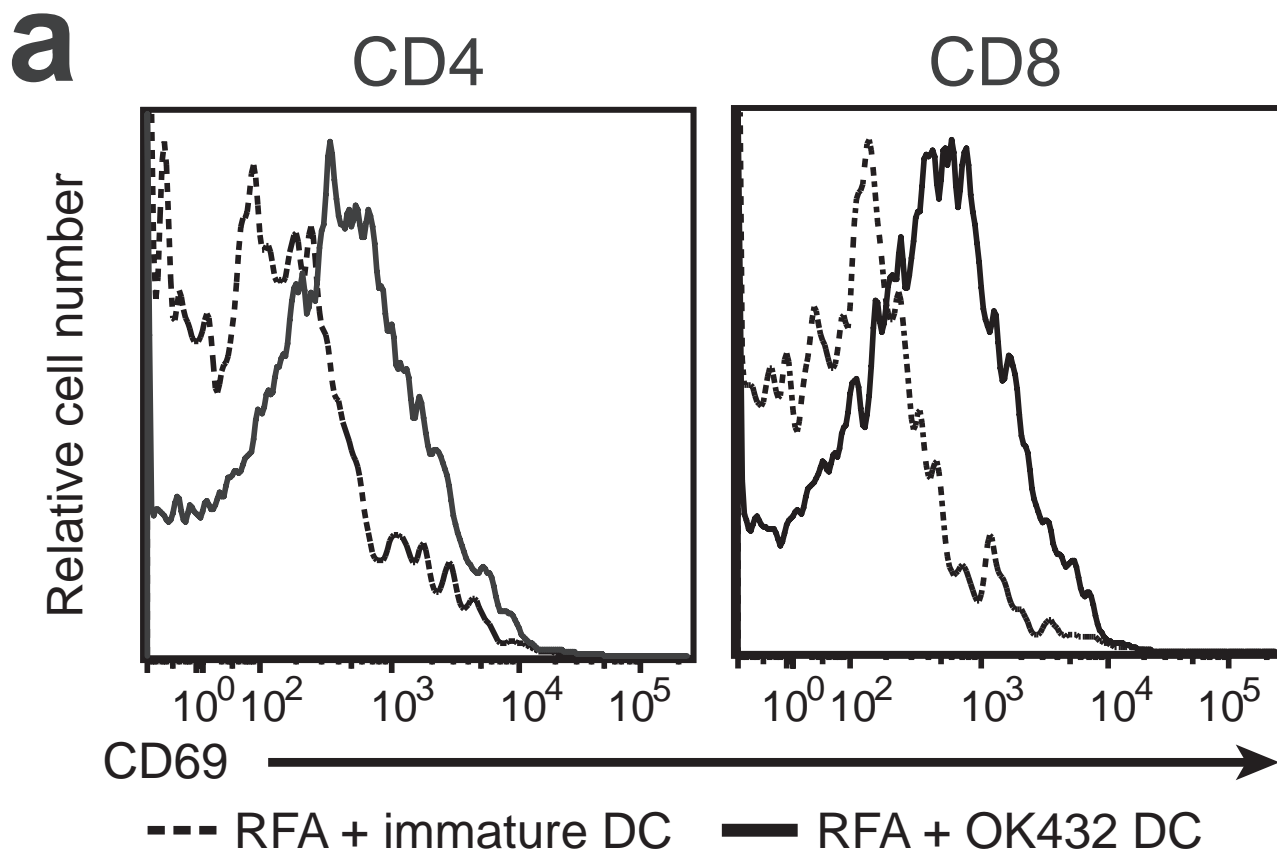 a
CD4
CD8
Relative cell number
10⁰ 10² 10³ 10⁴ 10⁵
10⁰ 10² 10³ 10⁴ 10⁵
CD69
RFA + immature DC
RFA + OK432 DC